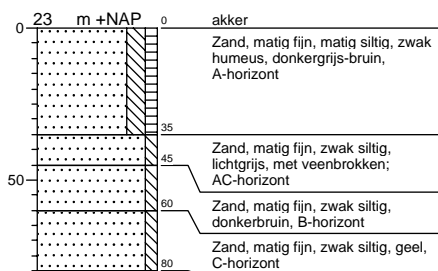 23 m +NAP 0 akker
0
Zand, matig fijn, matig siltig, zwak
humeus, donkergrijs-bruin,
A-horizont
35
Zand, matig fijn, zwak siltig,
lichtgrijs, met veenbrokken;
AC-horizont
45
50
Zand, matig fijn, zwak siltig,
donkerbruin, B-horizont
60
Zand, matig fijn, zwak siltig, geel,
C-horizont
80